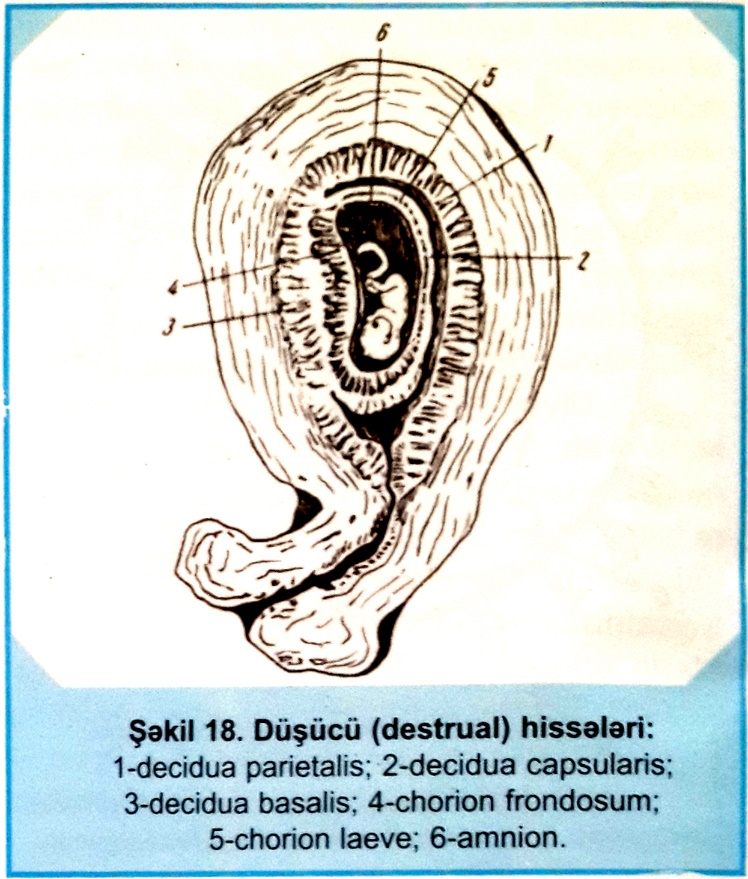 6
5
1
2
4
3
Şəkil 18. Düşücü (destrual) hissələri:
1-decidua parietalis; 2-decidua capsularis;
3-decidua basalis; 4-chorion frondosum;
5-chorion laeve; 6-amnion.